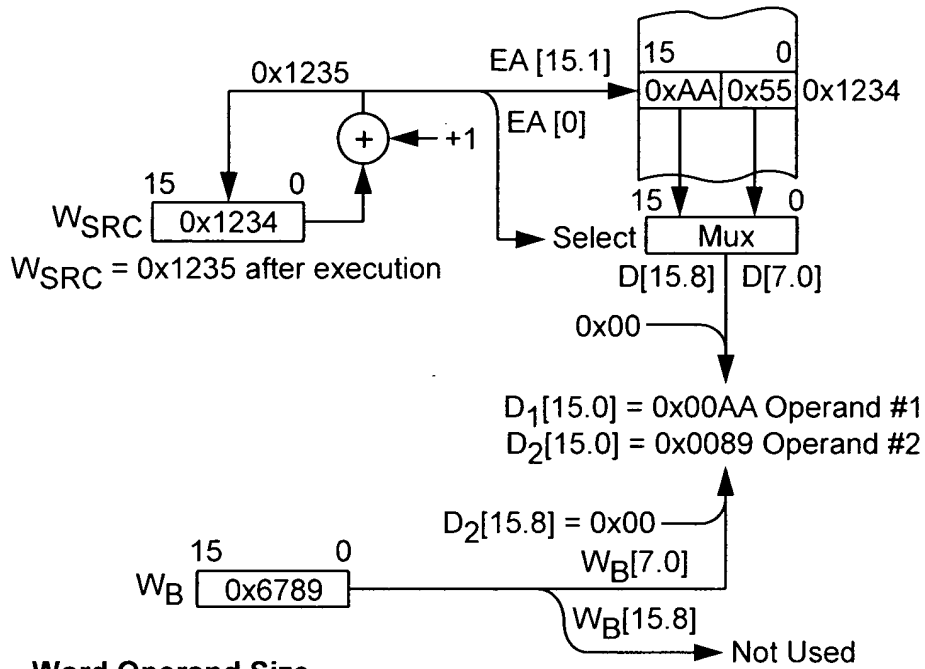 15 0
0x1235 EA [15.1]
0xAA 0x55 0x1234
EA [0]
+ +1
15 0
15 0
WSRC 0x1234
Select Mux
WSRC = 0x1235 after execution
D[15.8] D[7.0]
0x00
D1[15.0] = 0x00AA Operand #1
D2[15.0] = 0x0089 Operand #2
D2[15.8] = 0x00
15 0
WB[7.0]
WB 0x6789
WB[15.8]
Not Used
Word Operand Size